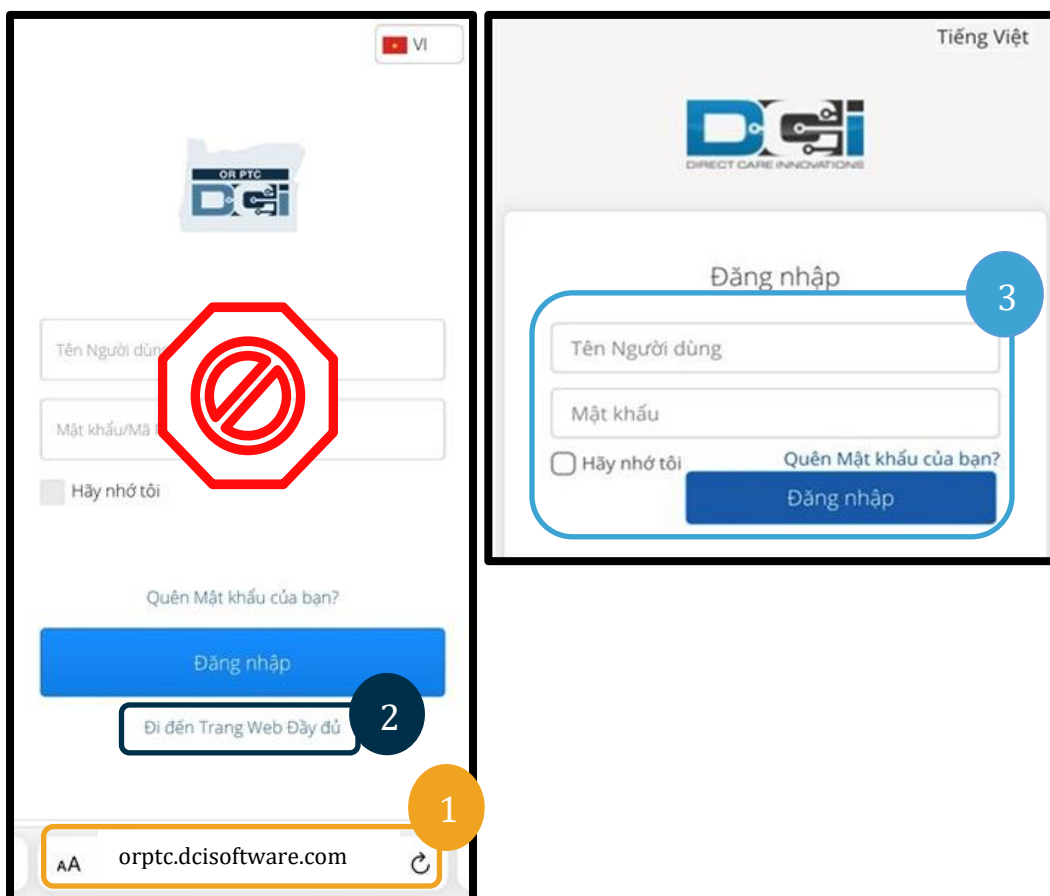 VI
OR PTC
DCi
Tên Người dùng
Mật khẩu/Mã
Hãy nhớ tôi
Quên Mật khẩu của bạn?
Đăng nhập
Đi đến Trang Web Đầy đủ
2
1
AA orptc.dcisoftware.com
Tiếng Việt
DCi
DIRECT CARE INNOVATIONS
Đăng nhập
3
Tên Người dùng
Mật khẩu
Hãy nhớ tôi
Quên Mật khẩu của bạn?
Đăng nhập